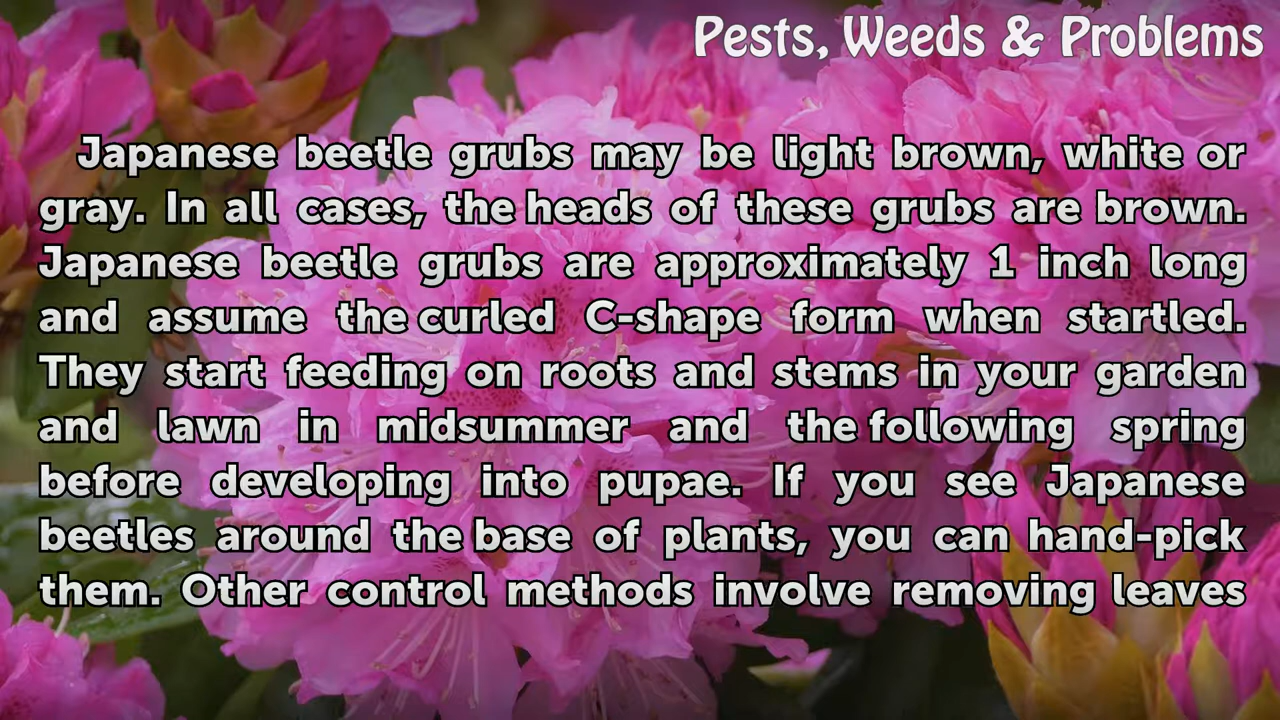 Pests, Weeds & Problems
Japanese beetle grubs may be light brown, white or
gray. In all cases, the heads of these grubs are brown.
Japanese beetle grubs are approximately 1 inch long
and assume the curled C-shape form when startled.
They start feeding on roots and stems in your garden
and lawn in midsummer and the following spring
before developing into pupae. If you see Japanese
beetles around the base of plants, you can hand-pick
them. Other control methods involve removing leaves